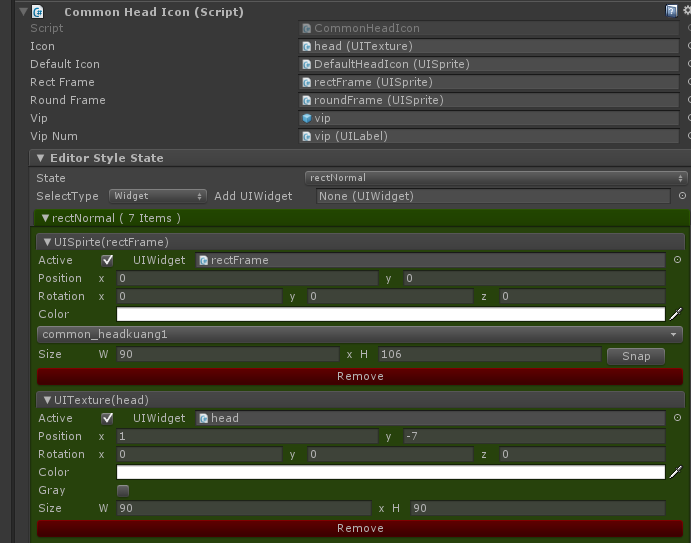 Common Head Icon (Script)
Script CommonHeadIcon
Icon head (UITexture)
Default Icon DefaultHeadIcon (UISprite)
Rect Frame rectFrame (UISprite)
Round Frame roundFrame (UISprite)
Vip vip
Vip Num vip (UILabel)
Editor Style State
State rectNormal
SelectType Widget Add UIWidget None (UIWidget)
rectNormal ( 7 Items )
UISpirte(rectFrame)
Active UIWidget rectFrame
Position x 0 y 0
Rotation x 0 y 0 z 0
Color
common_headkuang1
Size W 90 x H 106 Snap
Remove
UITexture(head)
Active UIWidget head
Position x 1 y -7
Rotation x 0 y 0 z 0
Color
Gray
Size W 90 x H 90
Remove